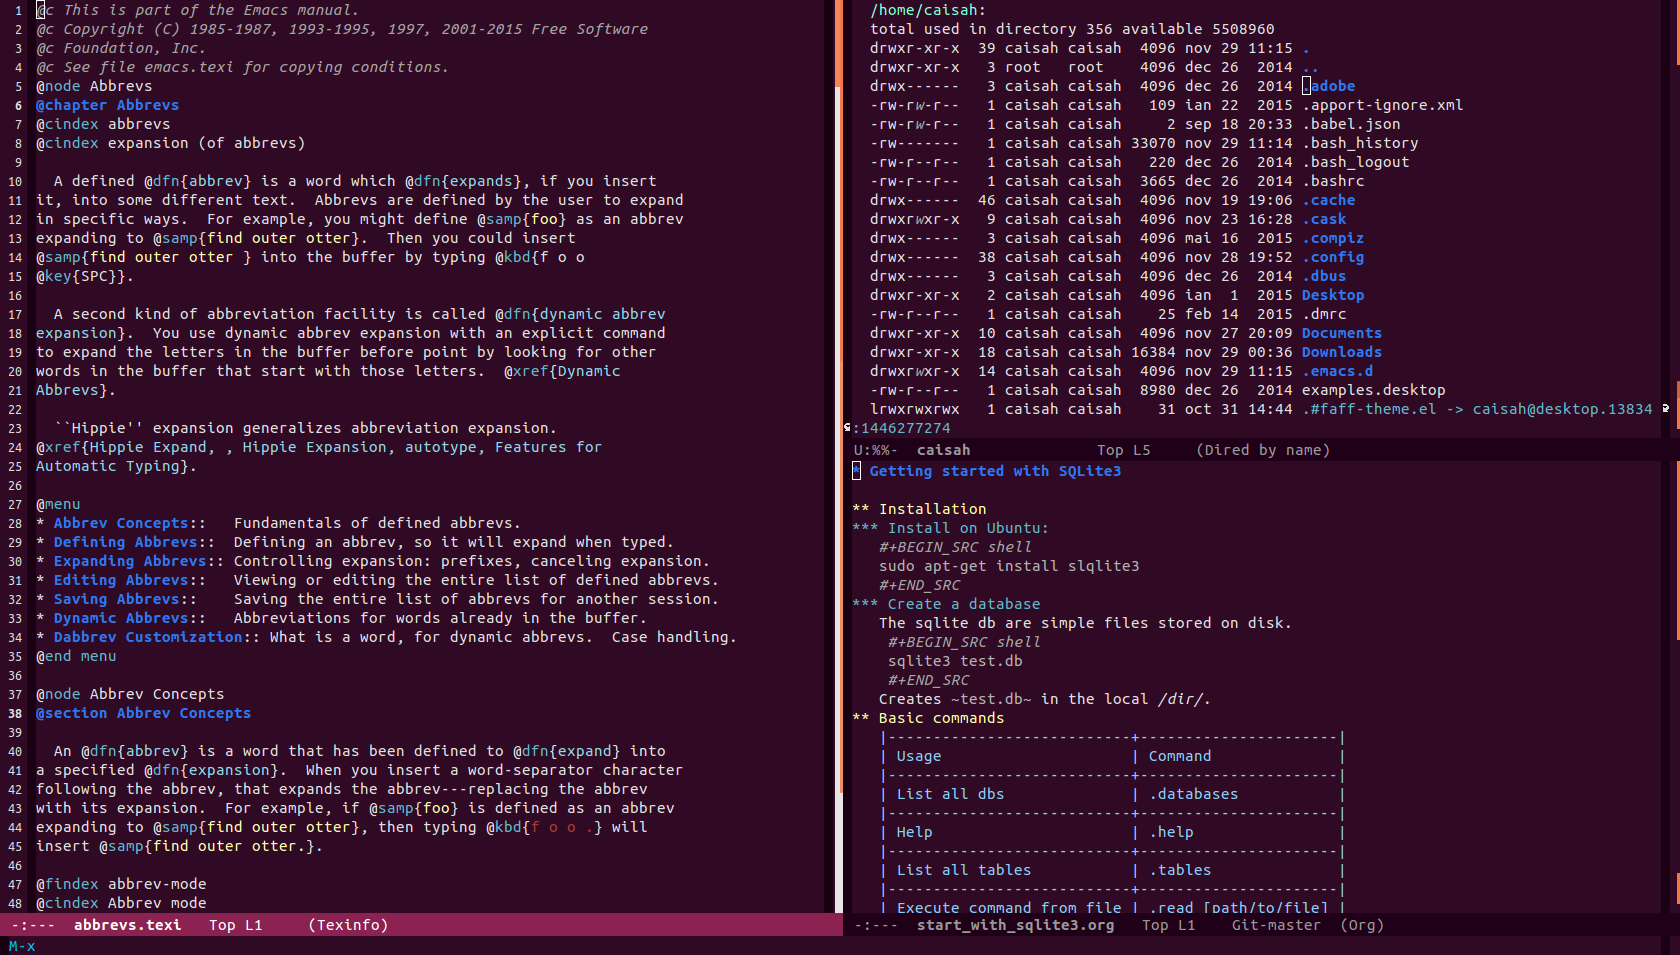 1 @c This is part of the Emacs manual.
2 @c Copyright (C) 1985-1987, 1993-1995, 1997, 2001-2015 Free Software
3 @c Foundation, Inc.
4 @c See file emacs.texi for copying conditions.
5 @node Abbrevs
6 @chapter Abbrevs
7 @cindex abbrevs
8 @cindex expansion (of abbrevs)
9
10   A defined @dfn{abbrev} is a word which @dfn{expands}, if you insert
11 it, into some different text.  Abbrevs are defined by the user to expand
12 in specific ways.  For example, you might define @samp{foo} as an abbrev
13 expanding to @samp{find outer otter}.  Then you could insert
14 @samp{find outer otter } into the buffer by typing @kbd{f o o
15 @key{SPC}}.
16
17   A second kind of abbreviation facility is called @dfn{dynamic abbrev
18 expansion}.  You use dynamic abbrev expansion with an explicit command
19 to expand the letters in the buffer before point by looking for other
20 words in the buffer that start with those letters.  @xref{Dynamic
21 Abbrevs}.
22
23   ``Hippie'' expansion generalizes abbreviation expansion.
24 @xref{Hippie Expand, , Hippie Expansion, autotype, Features for
25 Automatic Typing}.
26
27 @menu
28 * Abbrev Concepts::   Fundamentals of defined abbrevs.
29 * Defining Abbrevs::  Defining an abbrev, so it will expand when typed.
30 * Expanding Abbrevs:: Controlling expansion: prefixes, canceling expansion.
31 * Editing Abbrevs::   Viewing or editing the entire list of defined abbrevs.
32 * Saving Abbrevs::    Saving the entire list of abbrevs for another session.
33 * Dynamic Abbrevs::   Abbreviations for words already in the buffer.
34 * Dabbrev Customization:: What is a word, for dynamic abbrevs.  Case handling.
35 @end menu
36
37 @node Abbrev Concepts
38 @section Abbrev Concepts
39
40   An @dfn{abbrev} is a word that has been defined to @dfn{expand} into
41 a specified @dfn{expansion}.  When you insert a word-separator character
42 following the abbrev, that expands the abbrev---replacing the abbrev
43 with its expansion.  For example, if @samp{foo} is defined as an abbrev
44 expanding to @samp{find outer otter}, then typing @kbd{f o o .} will
45 insert @samp{find outer otter.}.
46
47 @findex abbrev-mode
48 @cindex Abbrev mode
-:---  abbrevs.texi   Top L1     (Texinfo)
M-x
/home/caisah:
total used in directory 356 available 5508960
drwxr-xr-x  39 caisah caisah  4096 nov 29 11:15 .
drwxr-xr-x   3 root   root    4096 dec 26  2014 ..
drwx------   3 caisah caisah  4096 dec 26  2014 .adobe
-rw-rw-r--   1 caisah caisah   109 ian 22  2015 .apport-ignore.xml
-rw-rw-r--   1 caisah caisah     2 sep 18 20:33 .babel.json
-rw-------   1 caisah caisah 33070 nov 29 11:14 .bash_history
-rw-r--r--   1 caisah caisah   220 dec 26  2014 .bash_logout
-rw-r--r--   1 caisah caisah  3665 dec 26  2014 .bashrc
drwx------  46 caisah caisah  4096 nov 19 19:06 .cache
drwxrwxr-x   9 caisah caisah  4096 nov 23 16:28 .cask
drwx------   3 caisah caisah  4096 mai 16  2015 .compiz
drwx------  38 caisah caisah  4096 nov 28 19:52 .config
drwx------   3 caisah caisah  4096 dec 26  2014 .dbus
drwxr-xr-x   2 caisah caisah  4096 ian  1  2015 Desktop
-rw-r--r--   1 caisah caisah    25 feb 14  2015 .dmrc
drwxr-xr-x  10 caisah caisah  4096 nov 27 20:09 Documents
drwxr-xr-x  18 caisah caisah 16384 nov 29 00:36 Downloads
drwxrwxr-x  14 caisah caisah  4096 nov 29 11:15 .emacs.d
-rw-r--r--   1 caisah caisah  8980 dec 26  2014 examples.desktop
lrwxrwxrwx   1 caisah caisah    31 oct 31 14:44 .#faff-theme.el -> caisah@desktop.13834
:1446277274
U:%%-  caisah              Top L5     (Dired by name)
* Getting started with SQLite3
** Installation
*** Install on Ubuntu:
#+BEGIN_SRC shell
sudo apt-get install slqlite3
#+END_SRC
*** Create a database
The sqlite db are simple files stored on disk.
#+BEGIN_SRC shell
sqlite3 test.db
#+END_SRC
Creates ~test.db~ in the local /dir/.
** Basic commands
|---------------------------+----------------------|
| Usage                     | Command              |
|---------------------------+----------------------|
| List all dbs              | .databases           |
|---------------------------+----------------------|
| Help                      | .help                |
|---------------------------+----------------------|
| List all tables           | .tables              |
|---------------------------+----------------------|
| Execute command from file | .read [path/to/file] |
-:---  start_with_sqlite3.org   Top L1    Git-master  (Org)